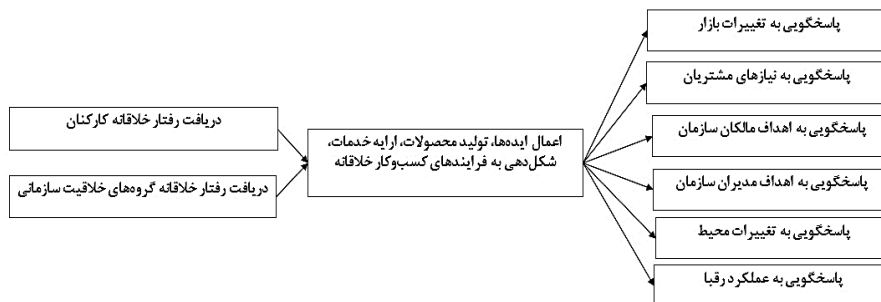 دریافت رفتار خلاقانه کارکنان
دریافت رفتار خلاقانه گروه‌های خلاقیت سازمانی
اعمال ایده‌ها، تولید محصولات، ارایه خدمات،
شکل‌دهی به فرایندهای کسب‌وکار خلاقانه
پاسخگویی به تغییرات بازار
پاسخگویی به نیازهای مشتریان
پاسخگویی به اهداف مالکان سازمان
پاسخگویی به اهداف مدیران سازمان
پاسخگویی به تغییرات محیط
پاسخگویی به عملکرد رقبا